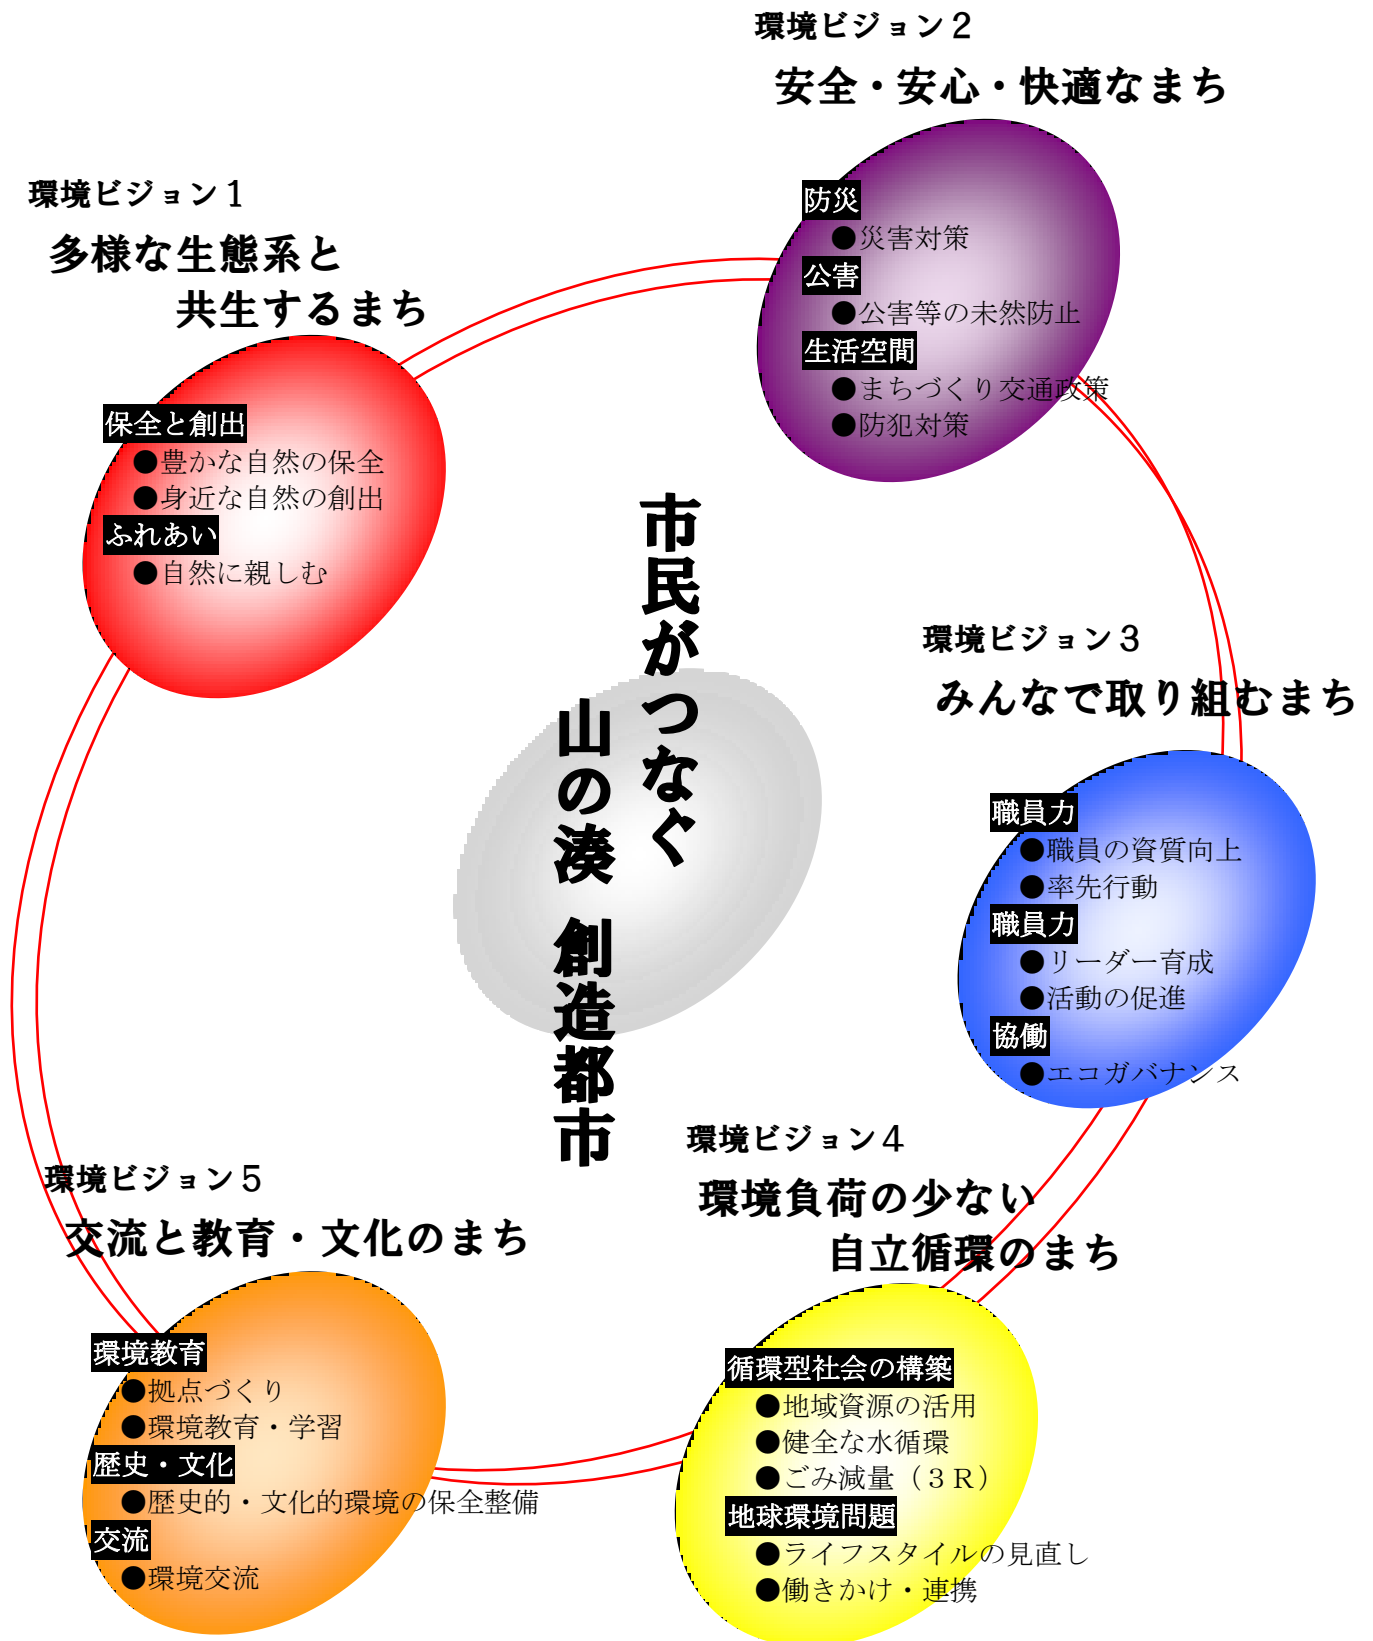 環境ビジョン２
安全・安心・快適なまち
防災
●災害対策
公害
●公害等の未然防止
生活空間
●まちづくり交通政策
●防犯対策
環境ビジョン１
多様な生態系と
共生するまち
保全と創出
●豊かな自然の保全
●身近な自然の創出
ふれあい
●自然に親しむ
市民がつなぐ
山の湊 創造都市
環境ビジョン３
みんなで取り組むまち
職員力
●職員の資質向上
●率先行動
職員力
●リーダー育成
●活動の促進
協働
●エコガバナンス
環境ビジョン４
環境負荷の少ない
自立循環のまち
循環型社会の構築
●地域資源の活用
●健全な水循環
●ごみ減量（３Ｒ）
地球環境問題
●ライフスタイルの見直し
●働きかけ・連携
環境ビジョン５
交流と教育・文化のまち
環境教育
●拠点づくり
●環境教育・学習
歴史・文化
●歴史的・文化的環境の保全整備
交流
●環境交流